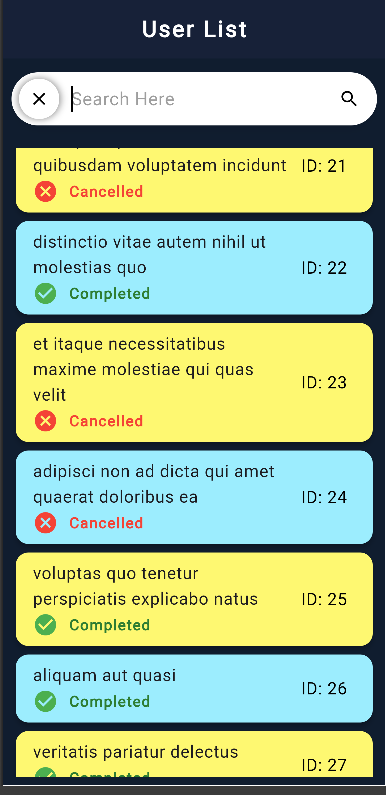 User List
Search Here
quibusdam voluptatem incidunt
ID: 21
Cancelled
distinctio vitae autem nihil ut
molestias quo
ID: 22
Completed
et itaque necessitatibus
maxime molestiae qui quas
velit
ID: 23
Cancelled
adipisci non ad dicta qui amet
quaerat doloribus ea
ID: 24
Cancelled
voluptas quo tenetur
perspiciatis explicabo natus
ID: 25
Completed
aliquam aut quasi
ID: 26
Completed
veritatis pariatur delectus
ID: 27
Completed